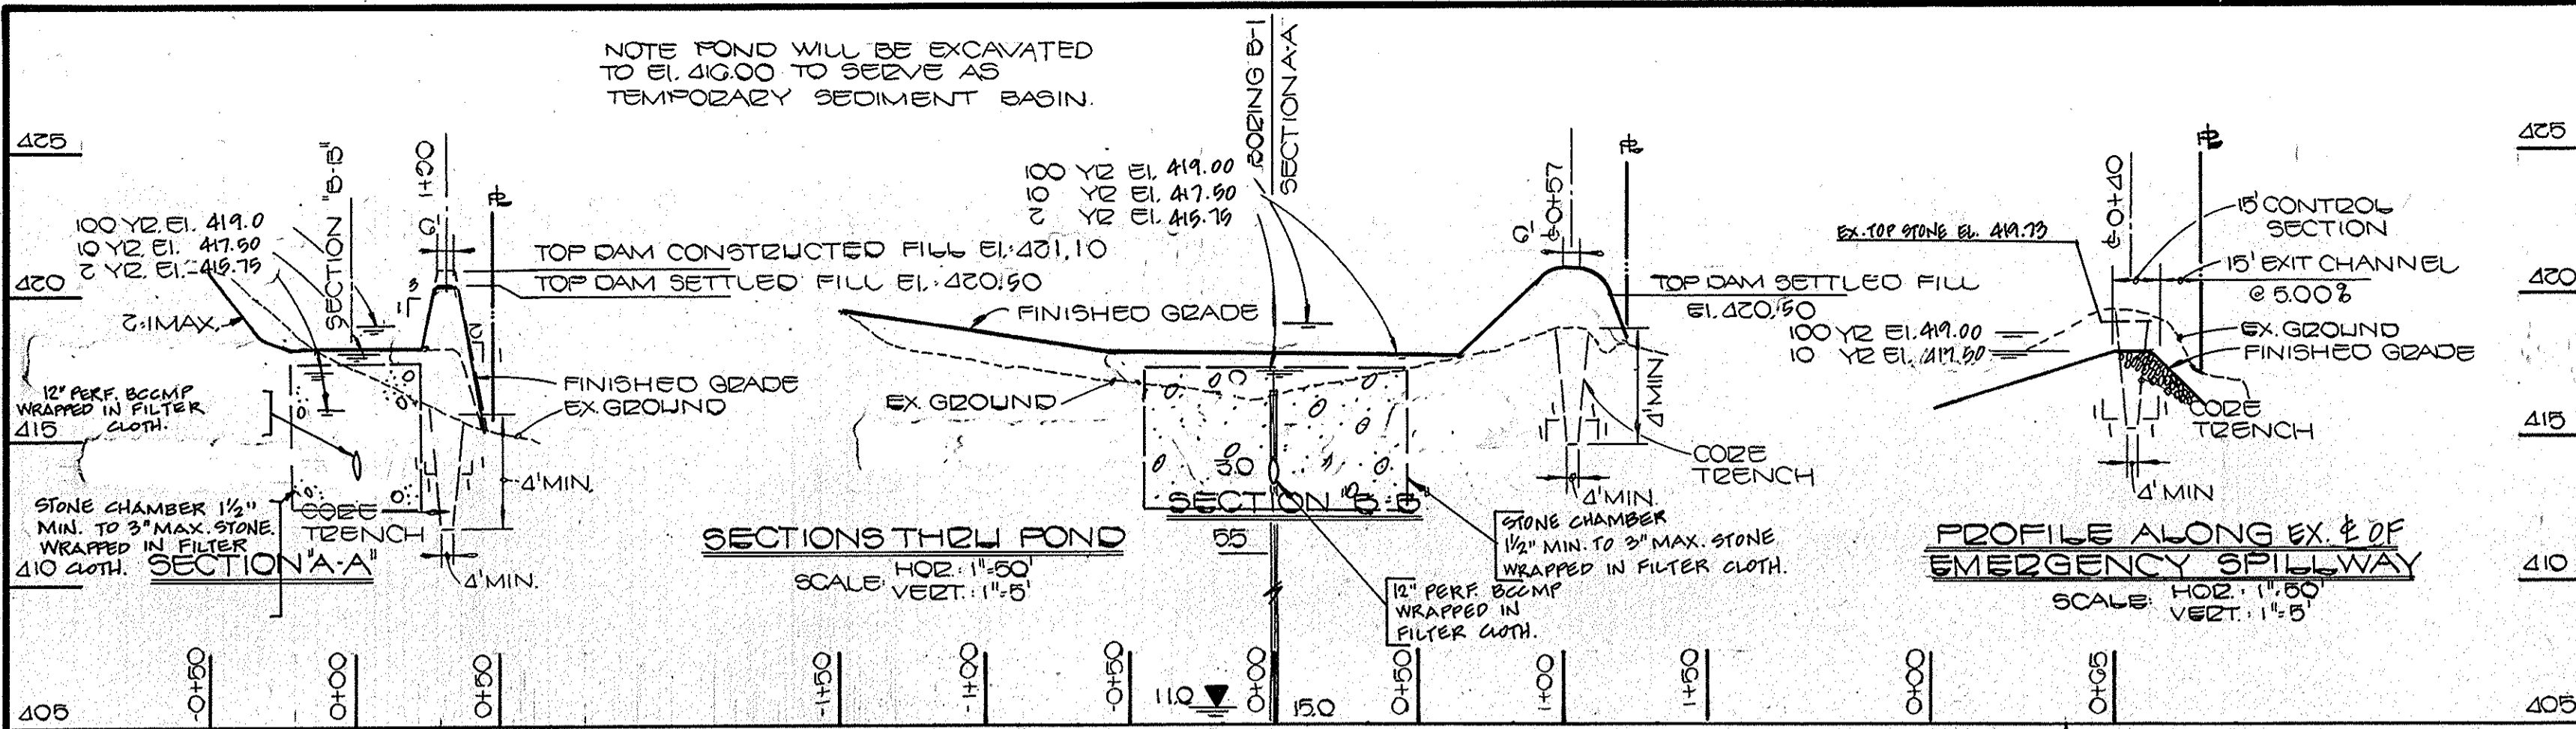 NOTE POND WILL BE EXCAVATED
TO El. 416.00 TO SERVE AS
TEMPORARY SEDIMENT BASIN.
425
420
415
410
405
100 YR. El. 419.0
10 YR. El. 417.50
2 YR. El. 415.75
2:1 MAX.
SECTION "B-B"
6'
TOP DAM CONSTRUCTED FILL El. 421.10
TOP DAM SETTLED FILL El. 420.50
3
1
2
1
FINISHED GRADE
EX. GROUND
12" PERF. BCCMP
WRAPPED IN FILTER
CLOTH.
STONE CHAMBER 1½"
MIN. TO 3" MAX. STONE
WRAPPED IN FILTER
CLOTH.
CORE
TRENCH
4' MIN.
4' MIN.
SECTION "A-A"
SECTIONS THRU POND
SCALE: HOR.: 1"=50'
VERT.: 1"=5'
100 YR El. 419.00
10 YR El. 417.50
2 YR El. 415.75
BORING B-1
SECTION A-A
FINISHED GRADE
EX. GROUND
0
3.0
SECTION "B-B"
5.5
11.0
15.0
6'
℄ 0+57
℄
TOP DAM SETTLED FILL
El. 420.50
4' MIN
CORE
TRENCH
4' MIN.
STONE CHAMBER
1½" MIN. TO 3" MAX. STONE
WRAPPED IN FILTER CLOTH.
12" PERF. BCCMP
WRAPPED IN
FILTER CLOTH.
EX. TOP STONE EL. 419.73
℄ 0+40
15' CONTROL
SECTION
15' EXIT CHANNEL
@ 5.00%
EX. GROUND
FINISHED GRADE
100 YR El. 419.00
10 YR El. 417.50
CORE
TRENCH
4' MIN
PROFILE ALONG EX. ℄ OF
EMERGENCY SPILLWAY
SCALE: HOR.: 1"=50'
VERT.: 1"=5'
425
420
415
410
405
-0+50
0+00
0+50
-1+50
-1+00
-0+50
0+00
0+50
1+00
1+50
0+00
0+65